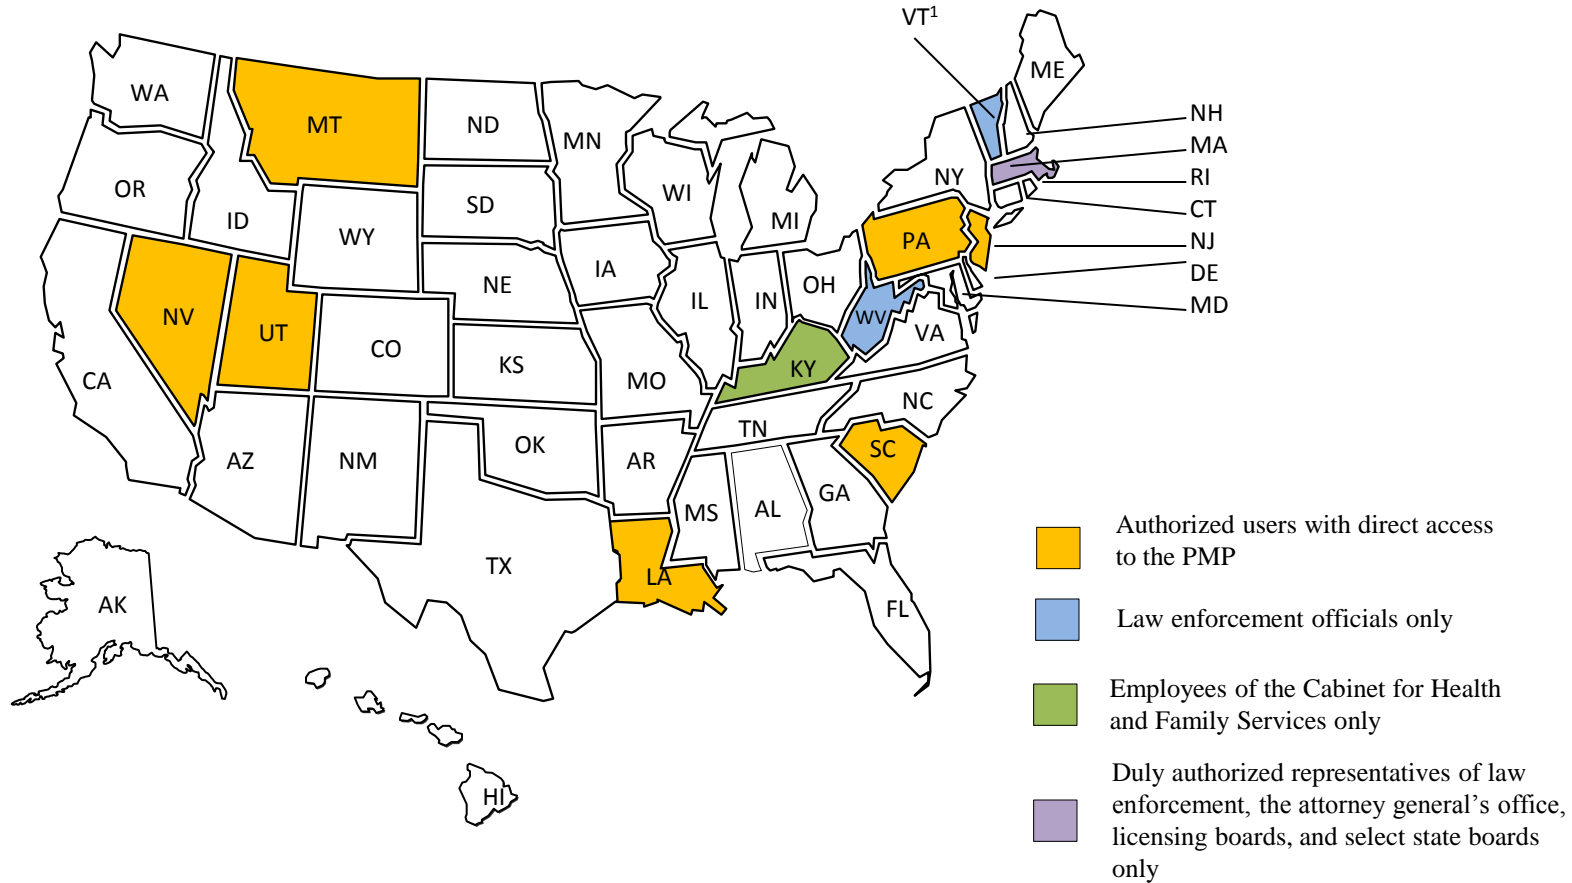 VT¹
ME
WA
MT
ND
MN
NH
MA
OR
ID
WY
SD
WI
MI
NY
RI
CT
NJ
DE
MD
PA
NV
UT
CO
NE
IA
IL
IN
OH
WV
VA
CA
KS
MO
KY
NC
TN
SC
AZ
NM
OK
AR
MS
AL
GA
TX
LA
FL
AK
HI
Authorized users with direct access
to the PMP
Law enforcement officials only
Employees of the Cabinet for Health
and Family Services only
Duly authorized representatives of law
enforcement, the attorney general’s office,
licensing boards, and select state boards
only